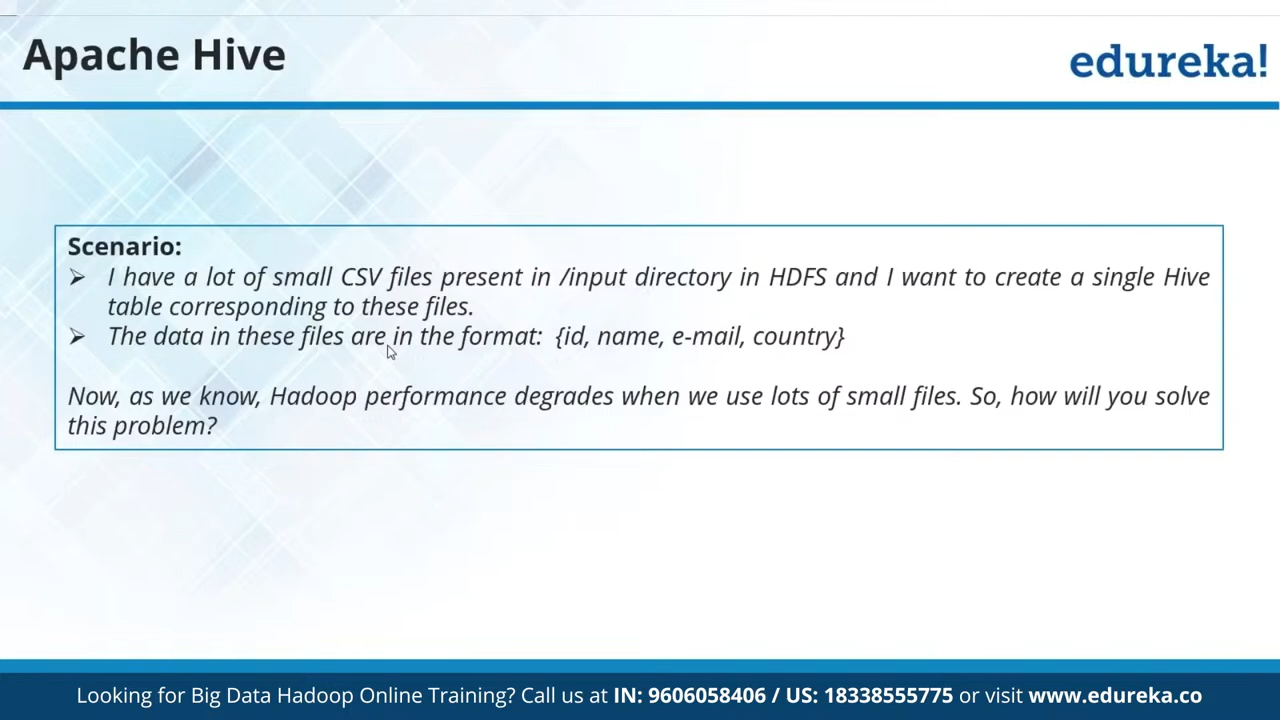 Apache Hive
edureka!
Scenario:
➢ I have a lot of small CSV files present in /input directory in HDFS and I want to create a single Hive
table corresponding to these files.
➢ The data in these files are in the format: {id, name, e-mail, country}
Now, as we know, Hadoop performance degrades when we use lots of small files. So, how will you solve
this problem?
Looking for Big Data Hadoop Online Training? Call us at IN: 9606058406 / US: 18338555775 or visit www.edureka.co